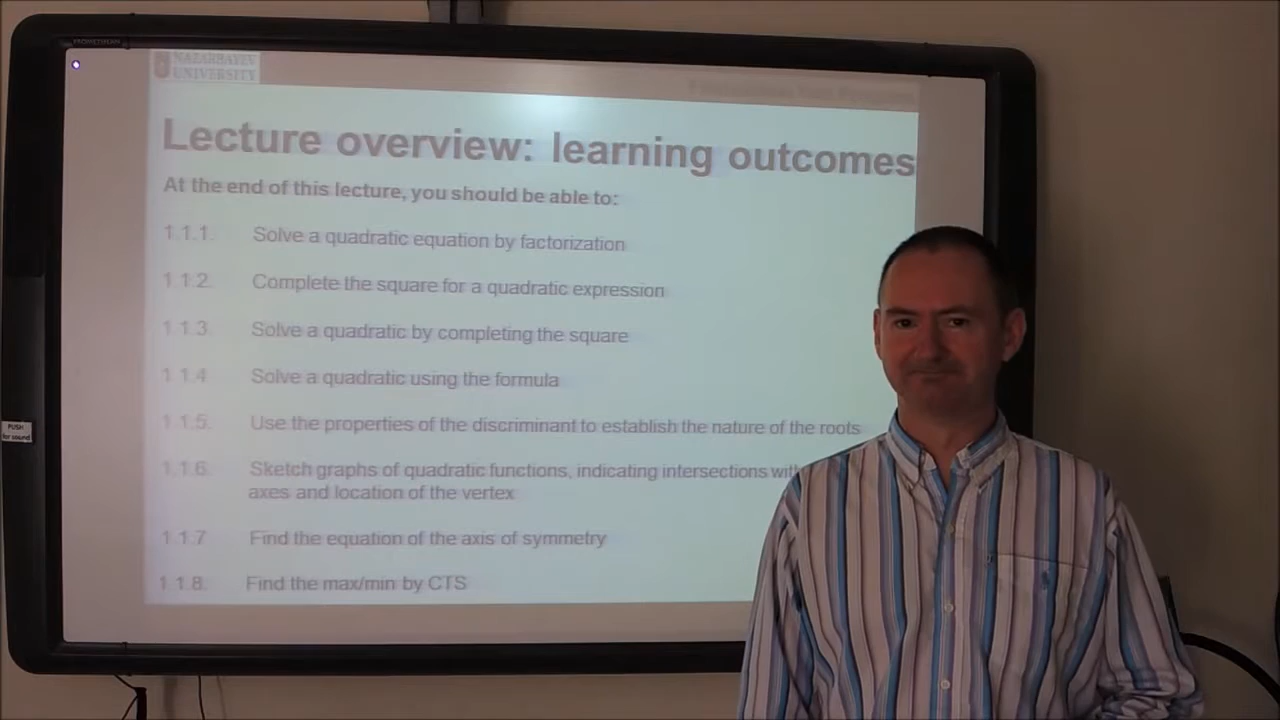 NAZARBAYEV
UNIVERSITY
Lecture overview: learning outcomes
At the end of this lecture, you should be able to:
1.1.1. Solve a quadratic equation by factorization
1.1.2. Complete the square for a quadratic expression
1.1.3. Solve a quadratic by completing the square
1.1.4 Solve a quadratic using the formula
1.1.5. Use the properties of the discriminant to establish the nature of the roots
1.1.6. Sketch graphs of quadratic functions, indicating intersections with
axes and location of the vertex
1.1.7 Find the equation of the axis of symmetry
1.1.8. Find the max/min by CTS
PUSH
for sound